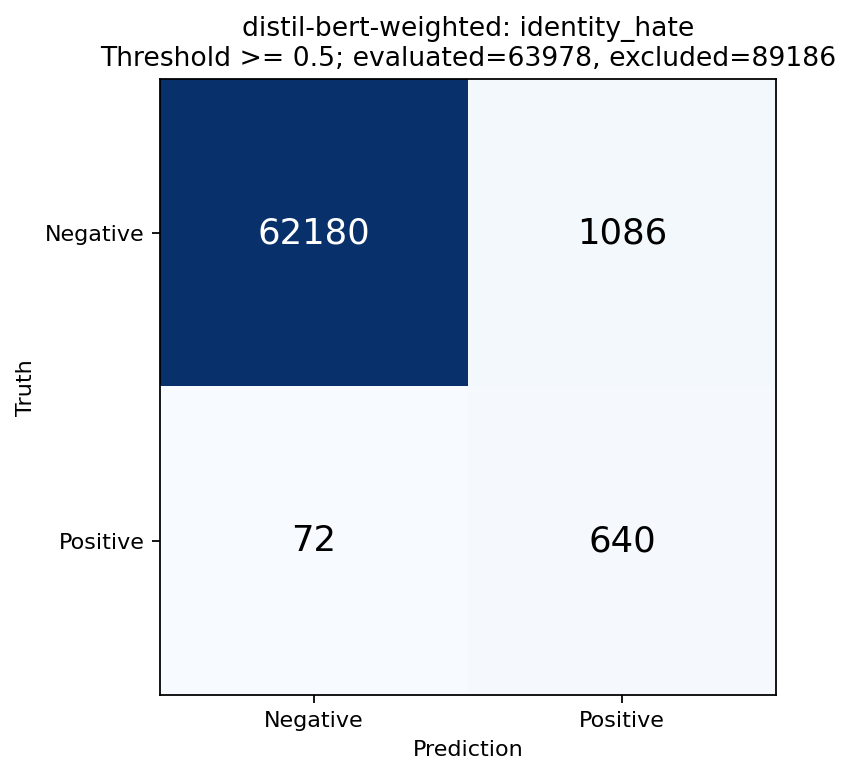 distil-bert-weighted: identity_hate
Threshold >= 0.5; evaluated=63978, excluded=89186
Truth
Negative
62180
1086
Positive
72
640
Negative
Positive
Prediction